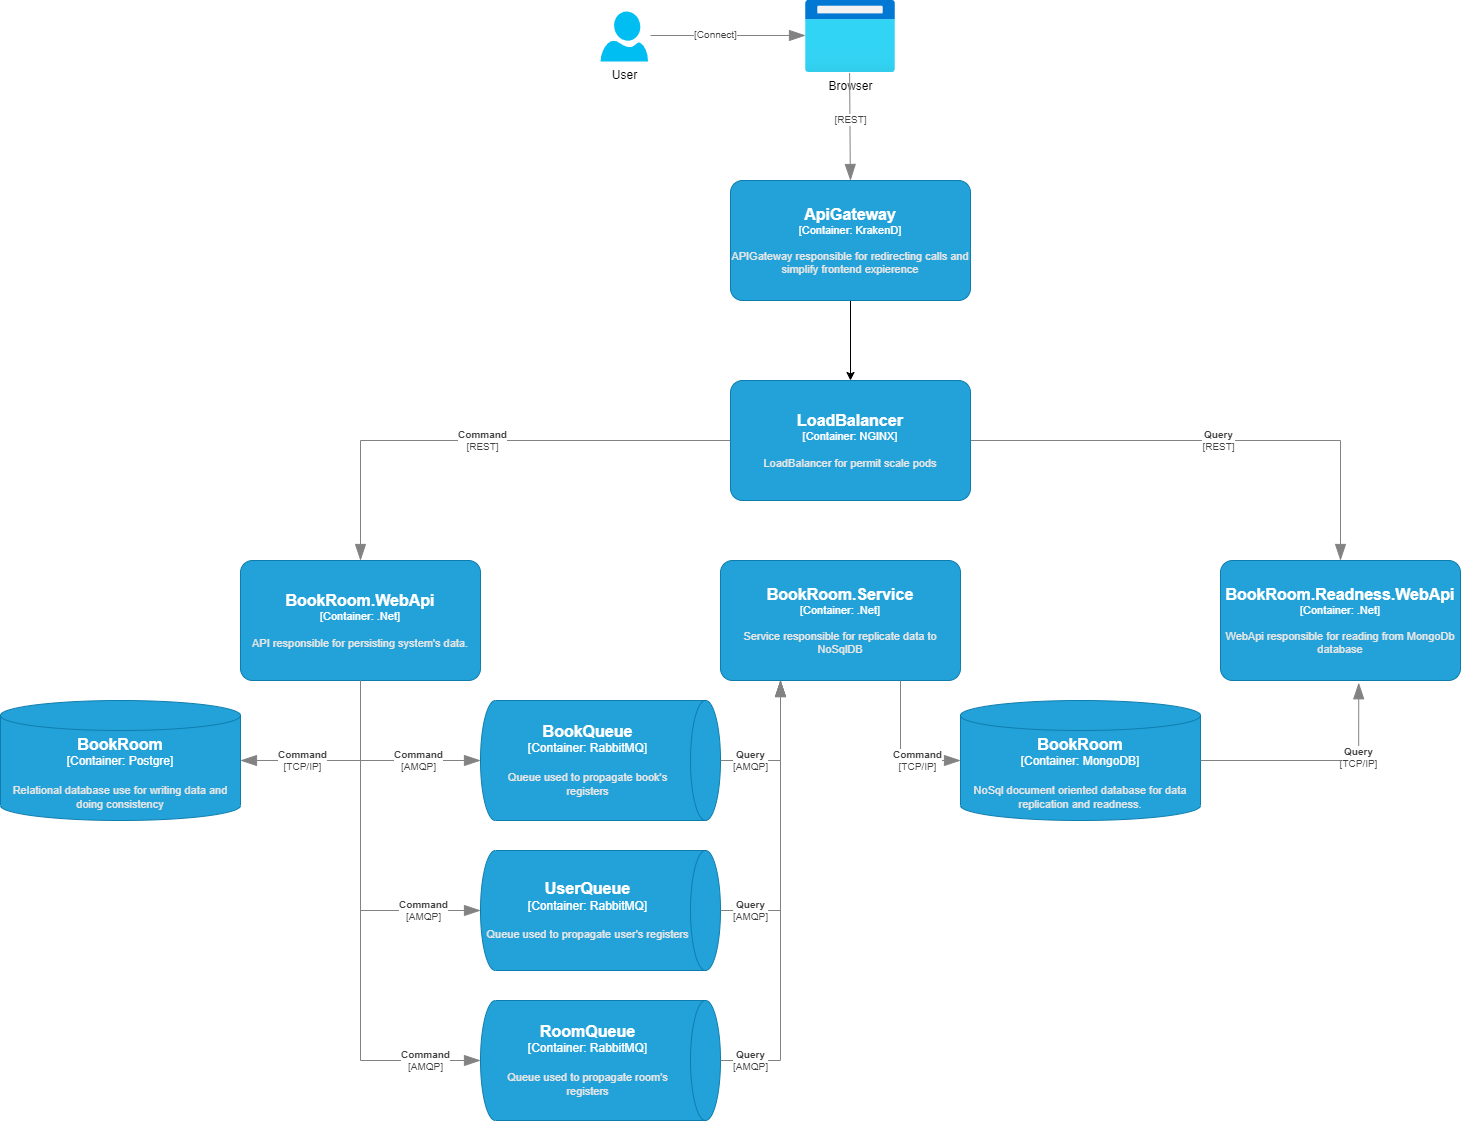 [Connect]
User
Browser
[REST]
ApiGateway
[Container: KrakenD]
APIGateway responsible for redirecting calls and
simplify frontend expierence
LoadBalancer
[Container: NGINX]
LoadBalancer for permit scale pods
Command
[REST]
Query
[REST]
BookRoom.WebApi
[Container: .Net]
API responsible for persisting system's data.
BookRoom.Service
[Container: .Net]
Service responsible for replicate data to
NoSqlDB
BookRoom.Readness.WebApi
[Container: .Net]
WebApi responsible for reading from MongoDb
database
BookRoom
[Container: Postgre]
Relational database use for writing data and
doing consistency
Command
[TCP/IP]
Command
[AMQP]
BookQueue
[Container: RabbitMQ]
Queue used to propagate book's
registers
Query
[AMQP]
Command
[TCP/IP]
BookRoom
[Container: MongoDB]
NoSql document oriented database for data
replication and readness.
Query
[TCP/IP]
Command
[AMQP]
UserQueue
[Container: RabbitMQ]
Queue used to propagate user's registers
Query
[AMQP]
Command
[AMQP]
RoomQueue
[Container: RabbitMQ]
Queue used to propagate room's
registers
Query
[AMQP]